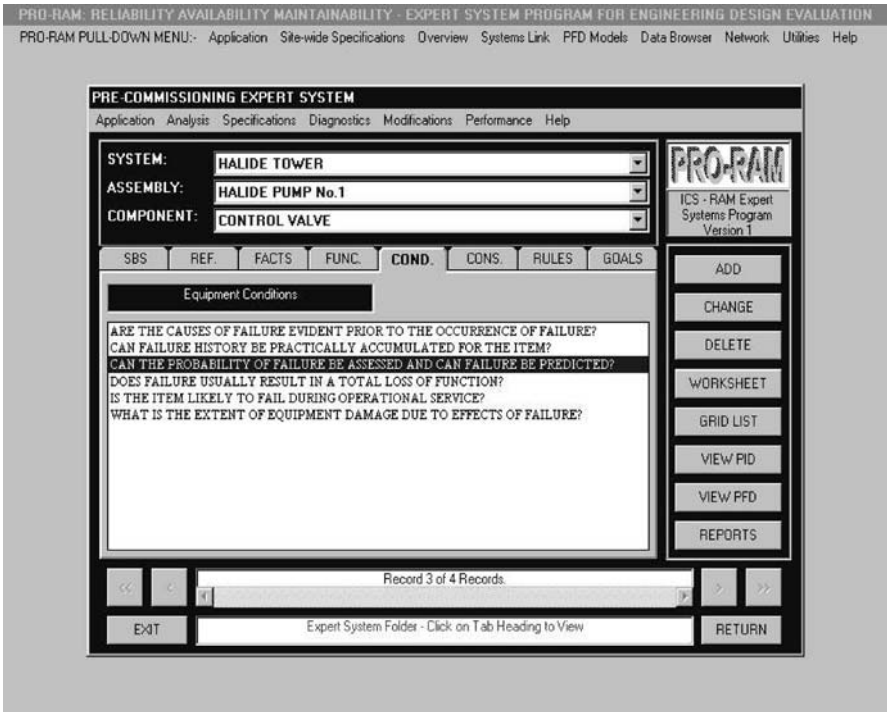 PRO-RAM: RELIABILITY AVAILABILITY MAINTAINABILITY - EXPERT SYSTEM PROGRAM FOR ENGINEERING DESIGN EVALUATION
PRO-RAM PULL-DOWN MENU:- Application Site-wide Specifications Overview Systems Link PFD Models Data Browser Network Utilities Help
PRE-COMMISSIONING EXPERT SYSTEM
Application Analysis Specifications Diagnostics Modifications Performance Help
SYSTEM: HALIDE TOWER
ASSEMBLY: HALIDE PUMP No.1
COMPONENT: CONTROL VALVE
PRO-RAM
ICS - RAM Expert
Systems Program
Version 1
SBS REF. FACTS FUNC. COND. CONS. RULES GOALS
Equipment Conditions
ARE THE CAUSES OF FAILURE EVIDENT PRIOR TO THE OCCURRENCE OF FAILURE?
CAN FAILURE HISTORY BE PRACTICALLY ACCUMULATED FOR THE ITEM?
CAN THE PROBABILITY OF FAILURE BE ASSESSED AND CAN FAILURE BE PREDICTED?
DOES FAILURE USUALLY RESULT IN A TOTAL LOSS OF FUNCTION?
IS THE ITEM LIKELY TO FAIL DURING OPERATIONAL SERVICE?
WHAT IS THE EXTENT OF EQUIPMENT DAMAGE DUE TO EFFECTS OF FAILURE?
ADD
CHANGE
DELETE
WORKSHEET
GRID LIST
VIEW PID
VIEW PFD
REPORTS
<< < Record 3 of 4 Records. > >>
EXIT Expert System Folder - Click on Tab Heading to View RETURN